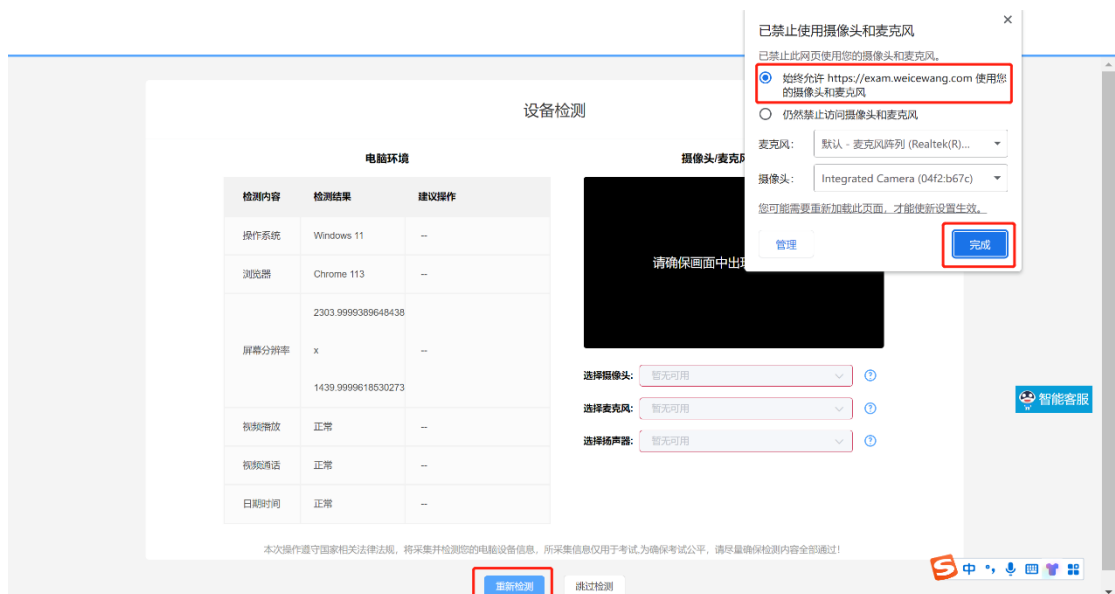 已禁止使用摄像头和麦克风
已禁止此网页使用您的摄像头和麦克风。
始终允许 https://exam.weicewang.com 使用您
的摄像头和麦克风
仍然禁止访问摄像头和麦克风
麦克风: 默认 - 麦克风阵列 (Realtek(R)...
摄像头: Integrated Camera (04f2:b67c)
您可能需要重新加载此页面，才能使新设置生效。
管理
完成
设备检测
电脑环境
检测内容 检测结果 建议操作
操作系统 Windows 11 --
浏览器 Chrome 113 --
屏幕分辨率 2303.9999389648438
x
1439.9999618530273
--
视频播放 正常 --
视频通话 正常 --
日期时间 正常 --
摄像头/麦克风
请确保画面中出现
选择摄像头: 暂无可用
选择麦克风: 暂无可用
选择扬声器: 暂无可用
智能客服
本次操作遵守国家相关法律法规，将采集并检测您的电脑设备信息，所采集信息仅用于考试,为确保考试公平，请尽量确保检测内容全部通过!
重新检测
跳过检测
中